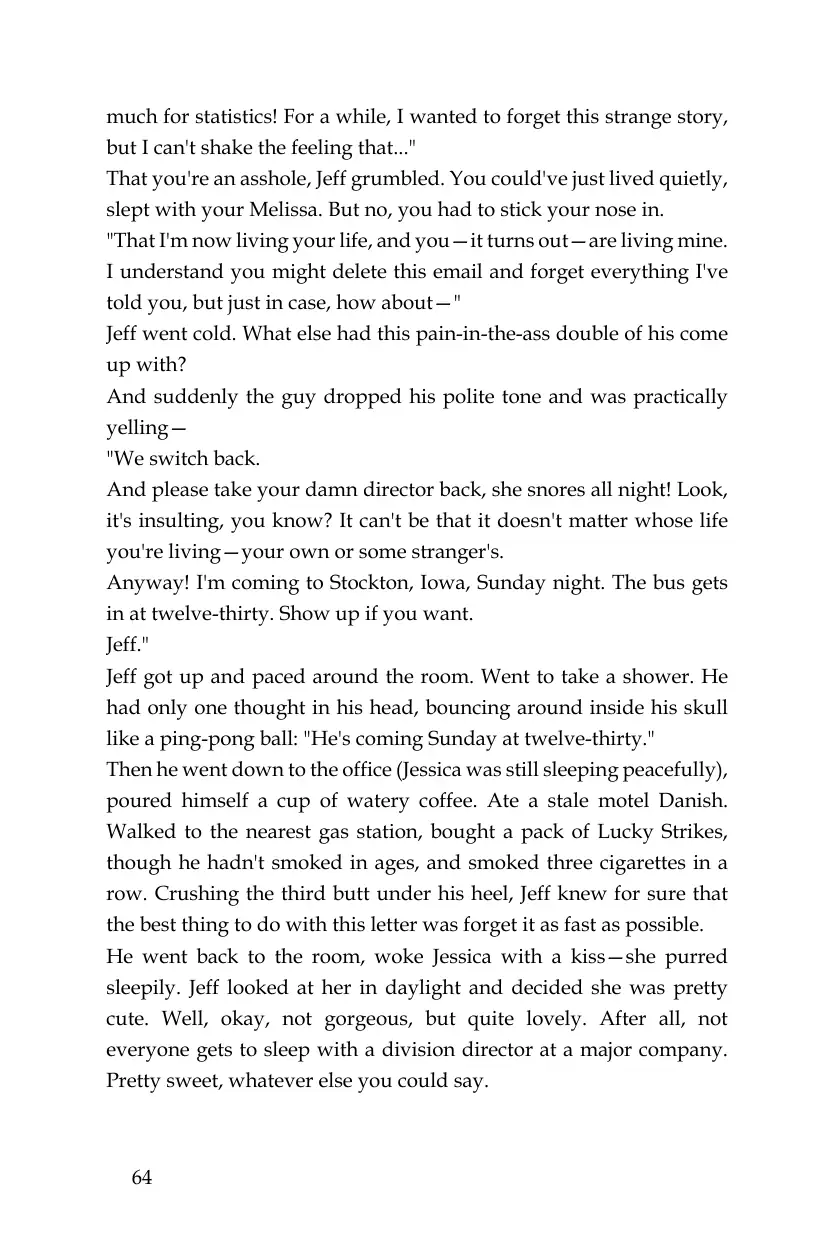 much for statistics! For a while, I wanted to forget this strange story,
but I can't shake the feeling that..."
That you're an asshole, Jeff grumbled. You could've just lived quietly,
slept with your Melissa. But no, you had to stick your nose in.
"That I'm now living your life, and you—it turns out—are living mine.
I understand you might delete this email and forget everything I've
told you, but just in case, how about—"
Jeff went cold. What else had this pain-in-the-ass double of his come
up with?
And suddenly the guy dropped his polite tone and was practically
yelling—
"We switch back.
And please take your damn director back, she snores all night! Look,
it's insulting, you know? It can't be that it doesn't matter whose life
you're living—your own or some stranger's.
Anyway! I'm coming to Stockton, Iowa, Sunday night. The bus gets
in at twelve-thirty. Show up if you want.
Jeff."
Jeff got up and paced around the room. Went to take a shower. He
had only one thought in his head, bouncing around inside his skull
like a ping-pong ball: "He's coming Sunday at twelve-thirty."
Then he went down to the office (Jessica was still sleeping peacefully),
poured himself a cup of watery coffee. Ate a stale motel Danish.
Walked to the nearest gas station, bought a pack of Lucky Strikes,
though he hadn't smoked in ages, and smoked three cigarettes in a
row. Crushing the third butt under his heel, Jeff knew for sure that
the best thing to do with this letter was forget it as fast as possible.
He went back to the room, woke Jessica with a kiss—she purred
sleepily. Jeff looked at her in daylight and decided she was pretty
cute. Well, okay, not gorgeous, but quite lovely. After all, not
everyone gets to sleep with a division director at a major company.
Pretty sweet, whatever else you could say.
64